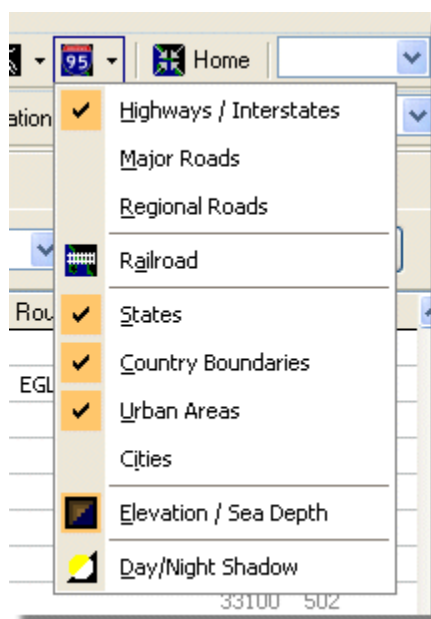 95 Home
ation
Highways / Interstates
Major Roads
Regional Roads
Railroad
Rou
States
Country Boundaries
EGL
Urban Areas
Cities
Elevation / Sea Depth
Day/Night Shadow
33100 502